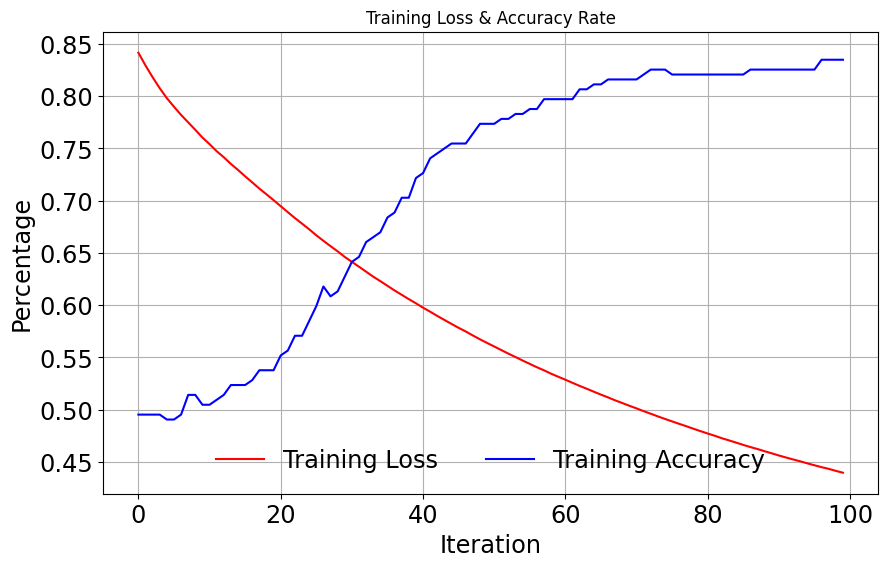 Training Loss & Accuracy Rate
0.85
0.80
0.75
0.70
0.65
0.60
0.55
0.50
0.45
Percentage
Training Loss Training Accuracy
0 20 40 60 80 100
Iteration